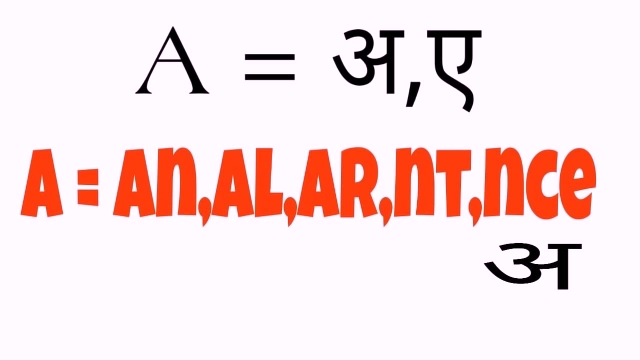 A = अ,ए
A = An,AL,AR,nT,nce
अ